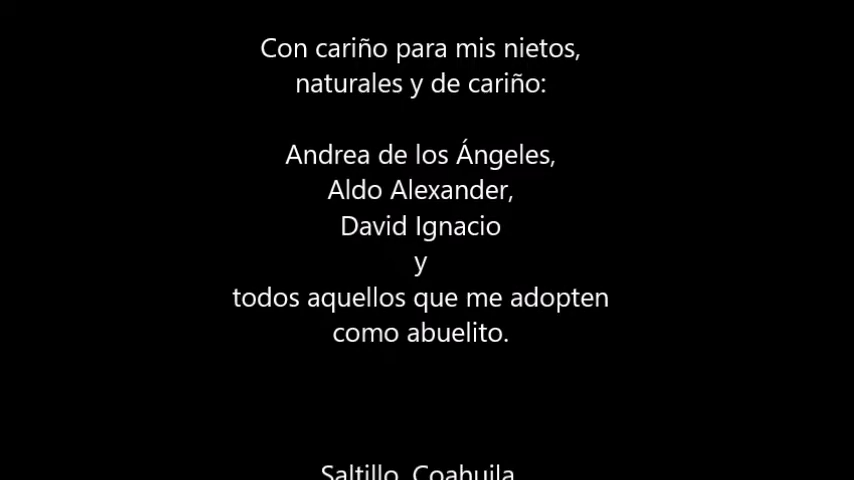 Con cariño para mis nietos,
naturales y de cariño:
Andrea de los Ángeles,
Aldo Alexander,
David Ignacio
y
todos aquellos que me adopten
como abuelito.
Saltillo, Coahuila